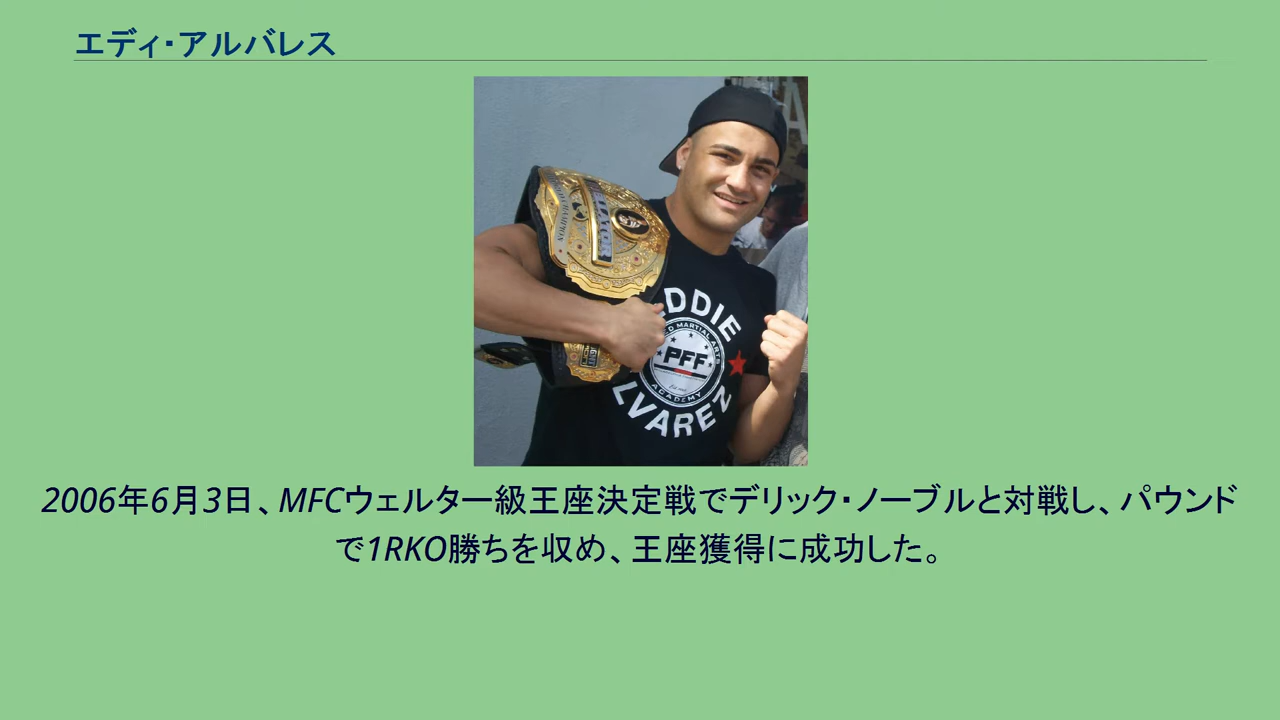 エディ・アルバレス
EDDIE
MARTIAL ARTS
PFF
ACADEMY
LVAREZ
2006年6月3日、MFCウェルター級王座決定戦でデリック・ノーブルと対戦し、パウンド
で1RKO勝ちを収め、王座獲得に成功した。